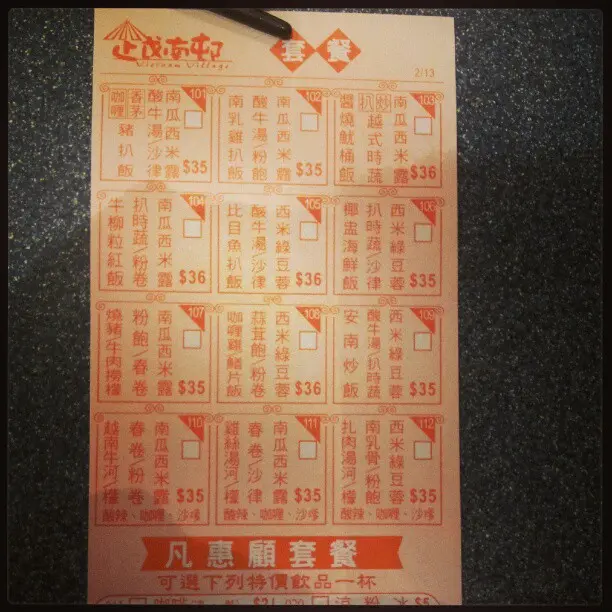 Vietnam Village
套餐
2/13
101
南瓜西米露
酸牛湯/沙律
香茅
咖喱
豬扒飯
$35
102
南瓜西米露
酸牛湯/粉飽
南乳雞扒飯
$35
103
南瓜西米露
越式時蔬
醬燒魷楠飯
$36
104
南瓜西米露
扒時蔬/粉卷
牛柳粒紅飯
$36
105
西米綠豆蓉
酸牛湯/沙律
比目魚扒飯
$36
106
西米綠豆蓉
扒時蔬/沙律
椰盅海鮮飯
$35
107
南瓜西米露
粉飽/春卷
燒豬牛肉撈檬
$35
108
西米綠豆蓉
蒜茸飽/粉卷
咖喱雞/鱔片飯
$36
109
西米綠豆蓉
酸牛湯/扒時蔬
安南炒飯
$35
110
南瓜西米露
春卷/粉卷
越南牛河/檬
$35
酸辣、咖喱、沙爹
111
南瓜西米露
春卷/沙律
雞絲湯河/檬
$35
酸辣、咖喱、沙爹
112
西米綠豆蓉
南乳骨/粉飽
扎肉湯河/檬
$35
酸辣、咖喱、沙爹
凡惠顧套餐
可選下列特價飲品一杯